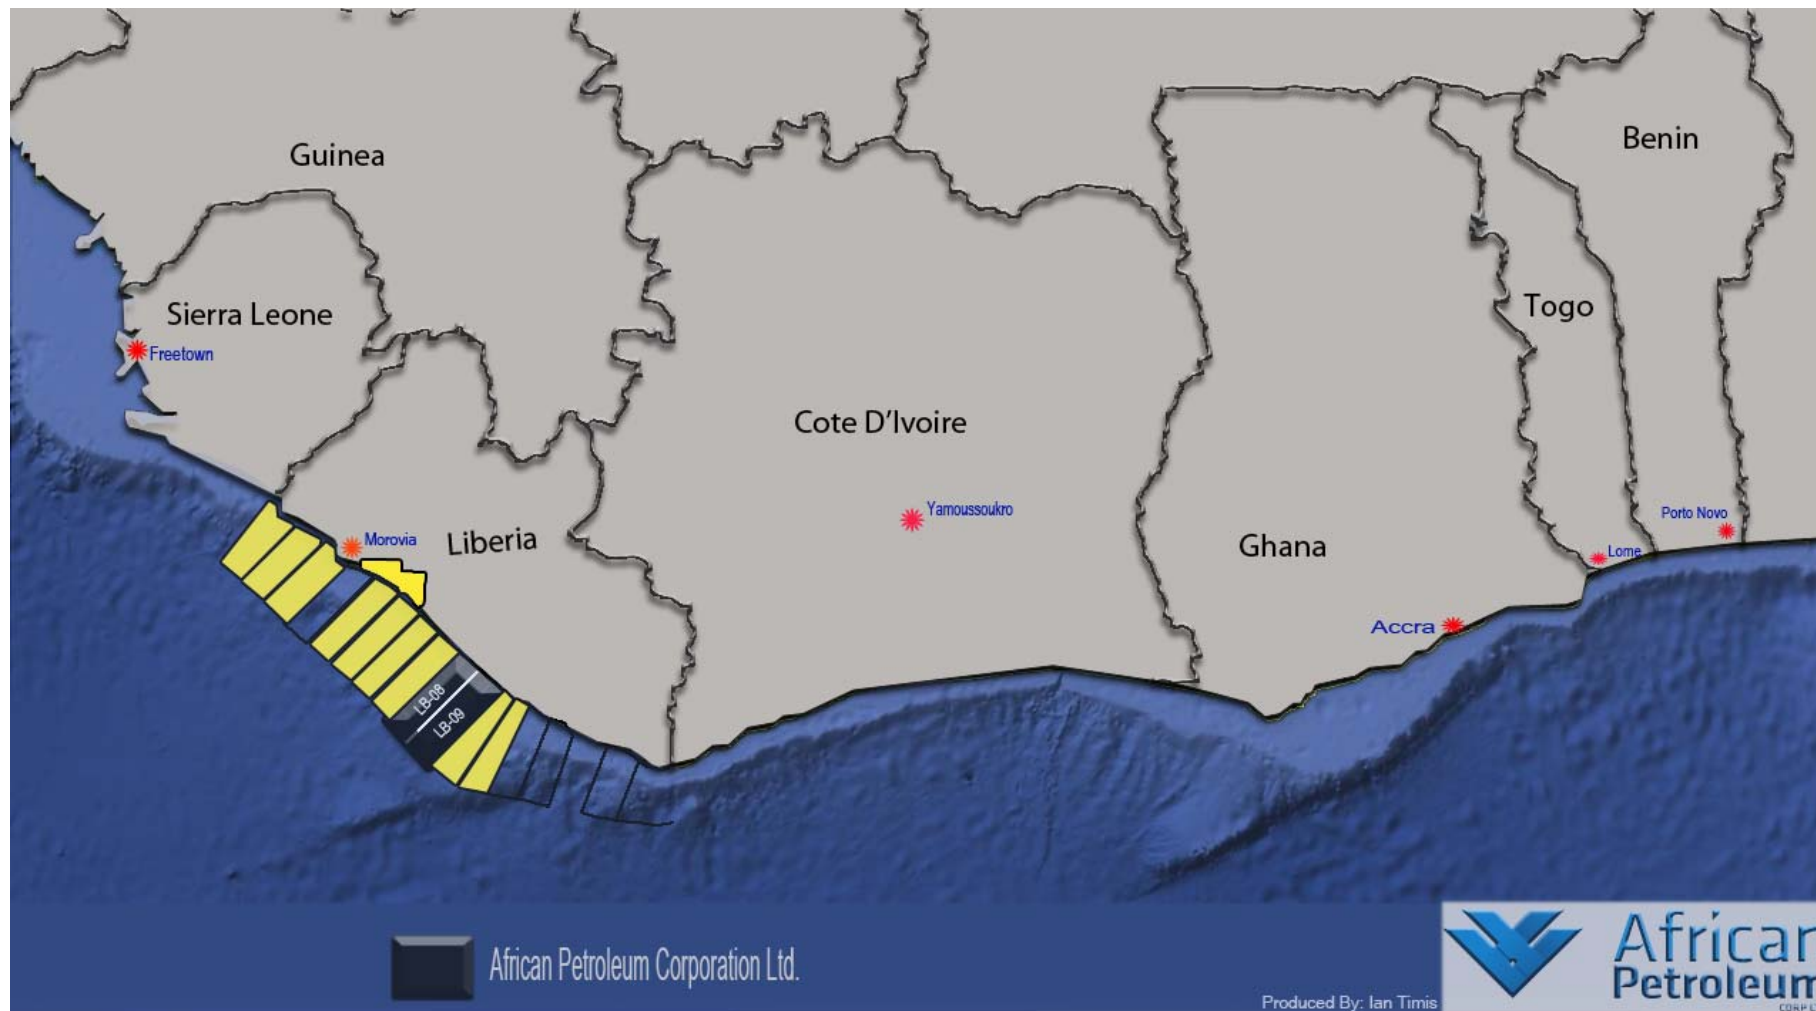 Guinea
Benin
Sierra Leone
Togo
Freetown
Cote D'Ivoire
Yamoussoukro
Porto Novo
Morovia
Liberia
Ghana
Lome
Accra
LB-08
LB-09
African Petroleum Corporation Ltd.
African
Petroleum
Produced By: Ian Timis